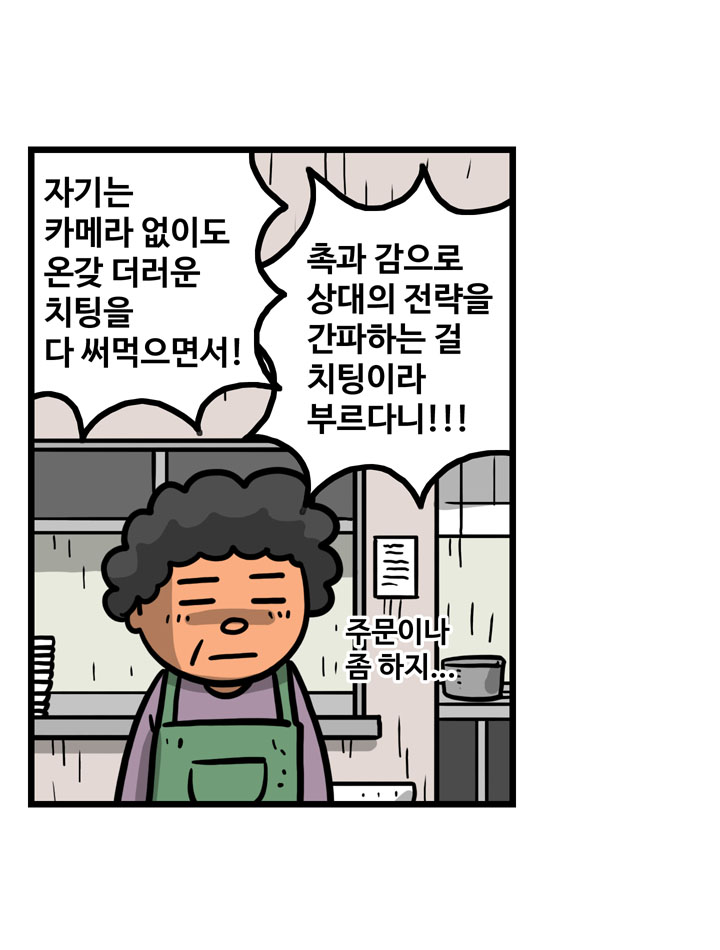 자기는
카메라 없이도
온갖 더러운
치팅을
다 써먹으면서!
촉과 감으로
상대의 전략을
간파하는 걸
치팅이라
부르다니!!!
주문이나
좀 하지...